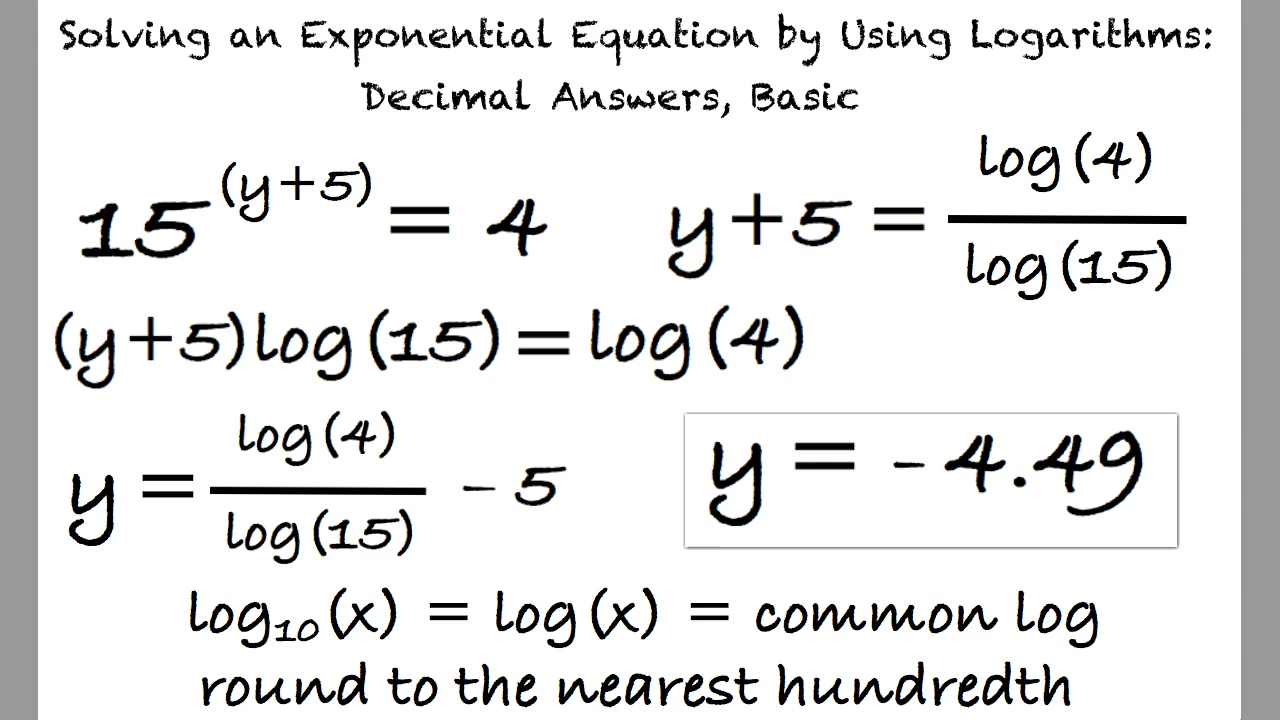 Solving an Exponential Equation by Using Logarithms:
Decimal Answers, Basic
15^(y+5) = 4
y+5 = log(4) / log(15)
(y+5)log(15) = log(4)
y = log(4) / log(15) - 5
y = -4.49
log₁₀(x) = log(x) = common log
round to the nearest hundredth